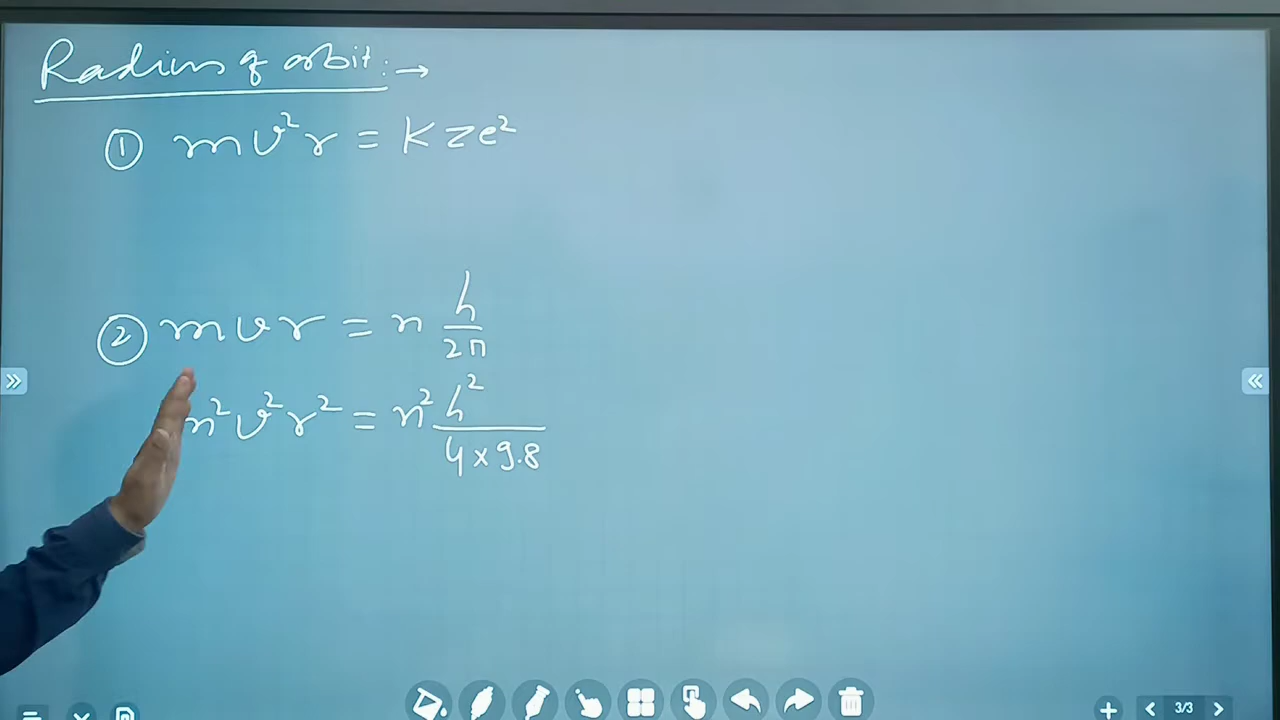 Radius of orbit :→
① mv²r = Kze²
② mvr = n h/2π
m²v²r² = n² h²/4×9.8
3/3